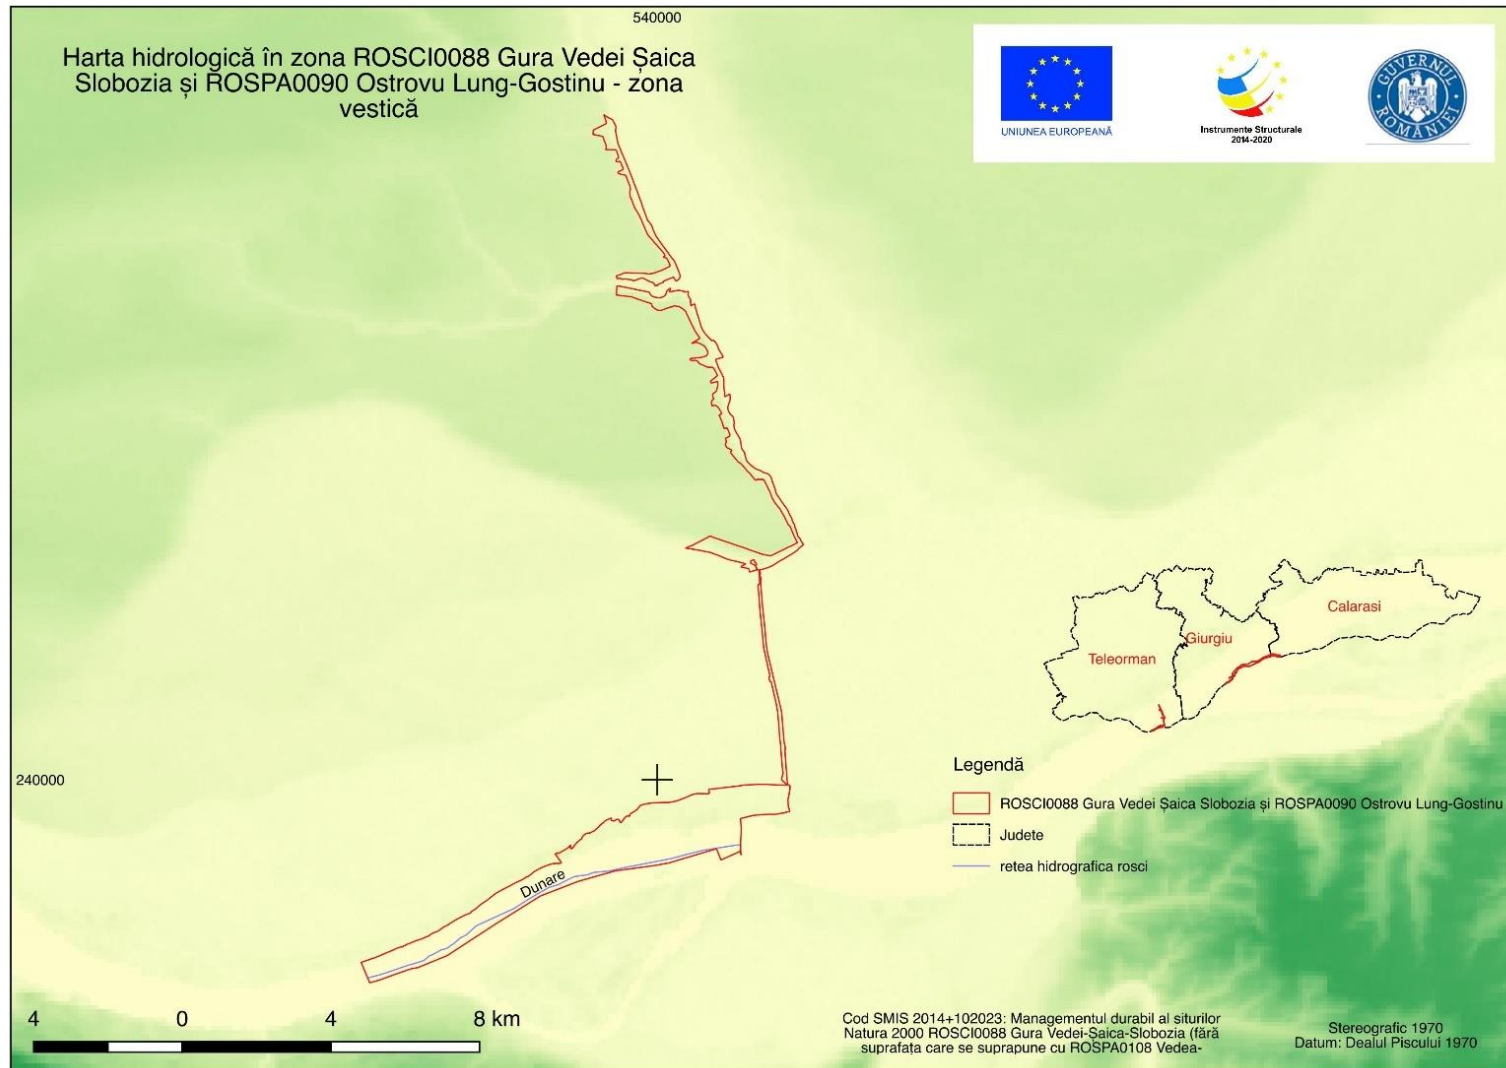 540000
Harta hidrologică în zona ROSCI0088 Gura Vedei Șaica
Slobozia și ROSPA0090 Ostrovu Lung-Gostinu - zona
vestică
UNIUNEA EUROPEANĂ
Instrumente Structurale
2014-2020
GUVERNUL
ROMÂNIEI
Calarasi
Giurgiu
Teleorman
240000
Legendă
ROSCI0088 Gura Vedei Șaica Slobozia și ROSPA0090 Ostrovu Lung-Gostinu
Judete
retea hidrografica rosci
Dunare
4 0 4 8 km
Cod SMIS 2014+102023: Managementul durabil al siturilor
Natura 2000 ROSCI0088 Gura Vedei-Șaica-Slobozia (fără
suprafața care se suprapune cu ROSPA0108 Vedea-
Stereografic 1970
Datum: Dealul Piscului 1970